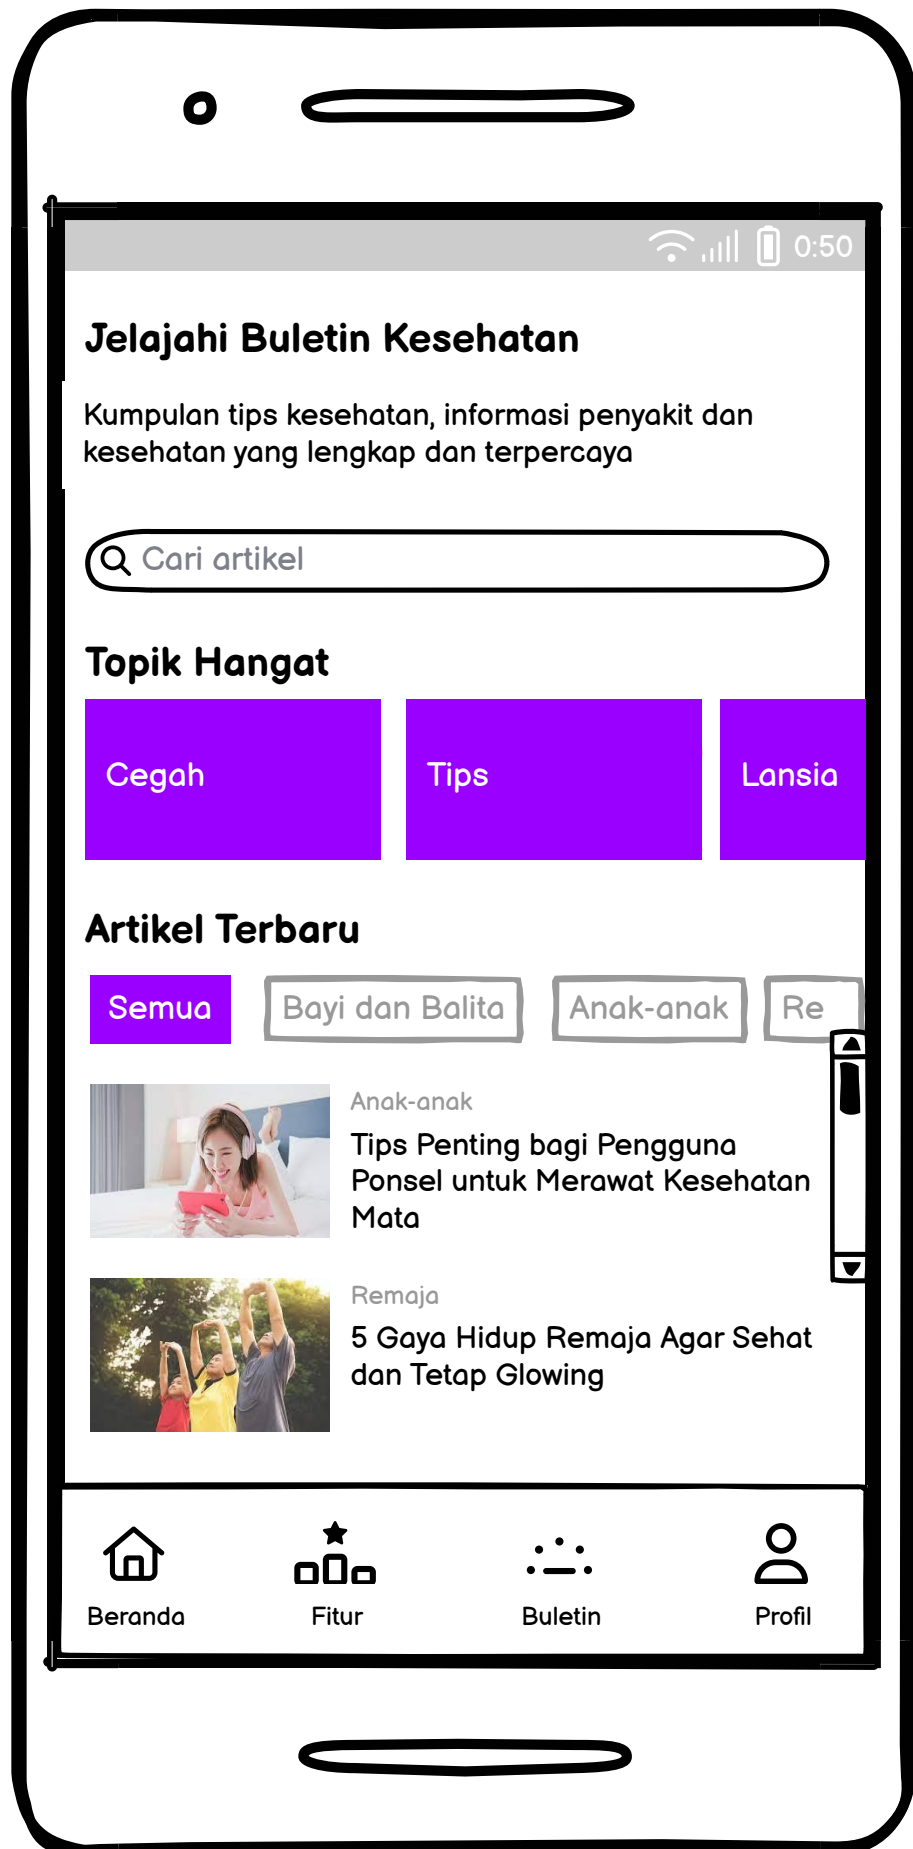 0:50
Jelajahi Buletin Kesehatan
Kumpulan tips kesehatan, informasi penyakit dan
kesehatan yang lengkap dan terpercaya
Cari artikel
Topik Hangat
Cegah
Tips
Lansia
Artikel Terbaru
Semua
Bayi dan Balita
Anak-anak
Re
Anak-anak
Tips Penting bagi Pengguna
Ponsel untuk Merawat Kesehatan
Mata
Remaja
5 Gaya Hidup Remaja Agar Sehat
dan Tetap Glowing
Beranda
Fitur
Buletin
Profil